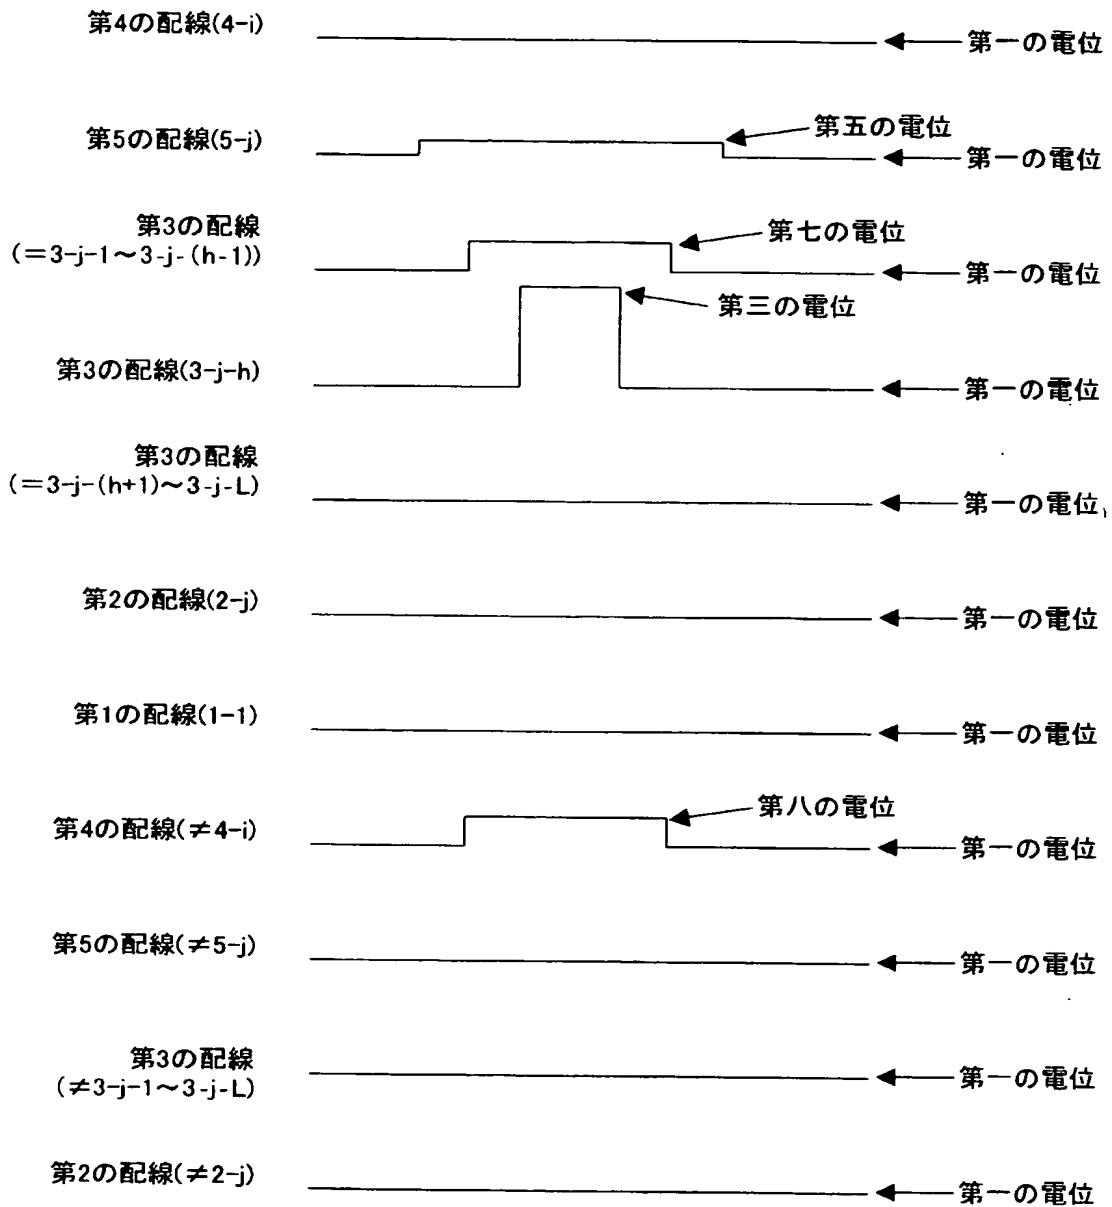 第4の配線(4-i)
第一の電位
第5の配線(5-j)
第五の電位
第一の電位
第3の配線
(=3-j-1~3-j-(h-1))
第七の電位
第一の電位
第三の電位
第3の配線(3-j-h)
第一の電位
第3の配線
(=3-j-(h+1)~3-j-L)
第一の電位
第2の配線(2-j)
第一の電位
第1の配線(1-1)
第一の電位
第4の配線(≠4-i)
第八の電位
第一の電位
第5の配線(≠5-j)
第一の電位
第3の配線
(≠3-j-1~3-j-L)
第一の電位
第2の配線(≠2-j)
第一の電位